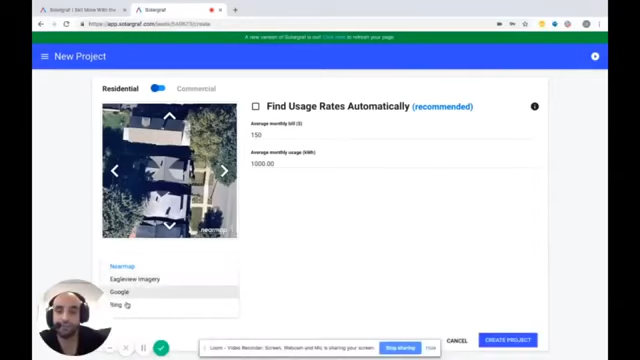 Solargraf | Sell More With the
Solargraf
https://app.solargraf.com/leads/540673/create
A new version of Solargraf is out! Click here to refresh your page.
New Project
Residential
Commercial
Find Usage Rates Automatically (recommended)
Average monthly bill ($)
150
Average monthly usage (kWh)
1000.00
nearmap
Nearmap
Eagleview Imagery
Google
Bing
Loom – Video Recorder: Screen, Webcam and Mic is sharing your screen.
Stop sharing
Hide
CANCEL
CREATE PROJECT